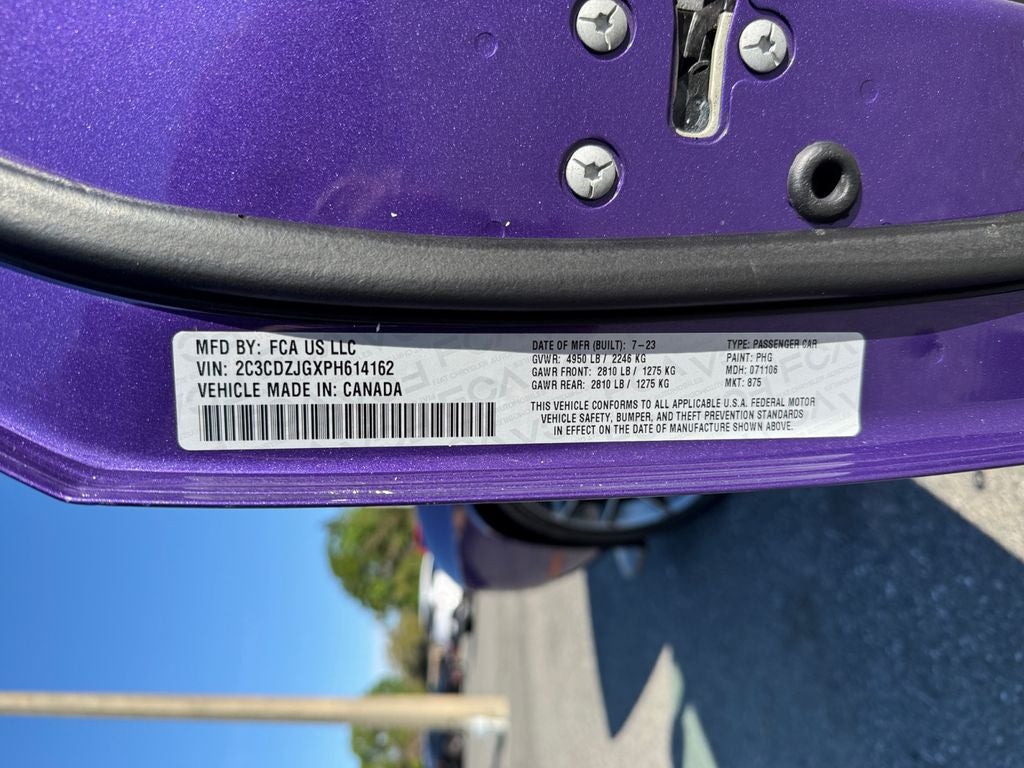 MFD BY: FCA US LLC
VIN: 2C3CDZJGXPH614162
VEHICLE MADE IN: CANADA
DATE OF MFR (BUILT): 7-23
GVWR: 4950 LB / 2246 KG
GAWR FRONT: 2810 LB / 1275 KG
GAWR REAR: 2810 LB / 1275 KG
TYPE: PASSENGER CAR
PAINT: PHG
MDH: 071106
MKT: 875
THIS VEHICLE CONFORMS TO ALL APPLICABLE U.S.A. FEDERAL MOTOR
VEHICLE SAFETY, BUMPER, AND THEFT PREVENTION STANDARDS
IN EFFECT ON THE DATE OF MANUFACTURE SHOWN ABOVE.